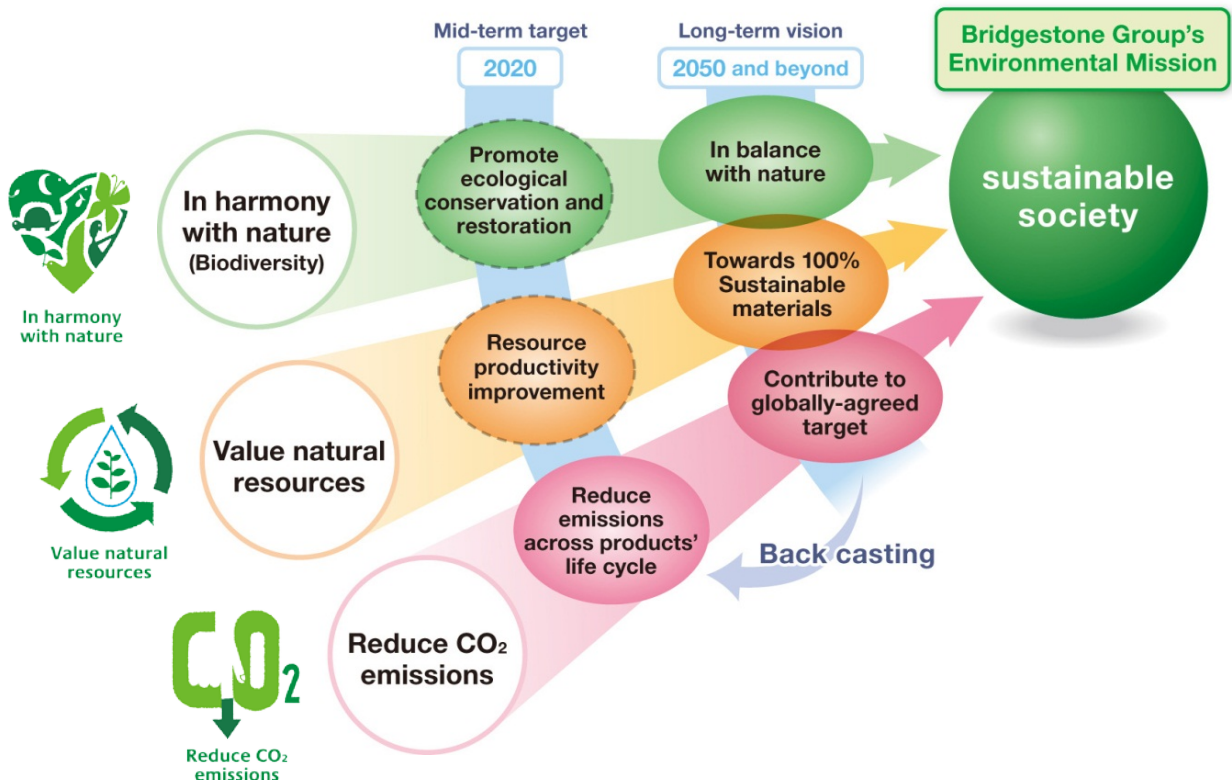 Mid-term target
2020
Long-term vision
2050 and beyond
Bridgestone Group's
Environmental Mission
sustainable
society
In harmony
with nature
In harmony
with nature
(Biodiversity)
Promote
ecological
conservation and
restoration
In balance
with nature
Value natural
resources
Value natural
resources
Resource
productivity
improvement
Towards 100%
Sustainable
materials
CO2
Reduce CO₂
emissions
Reduce CO₂
emissions
Reduce
emissions
across products'
life cycle
Contribute to
globally-agreed
target
Back casting